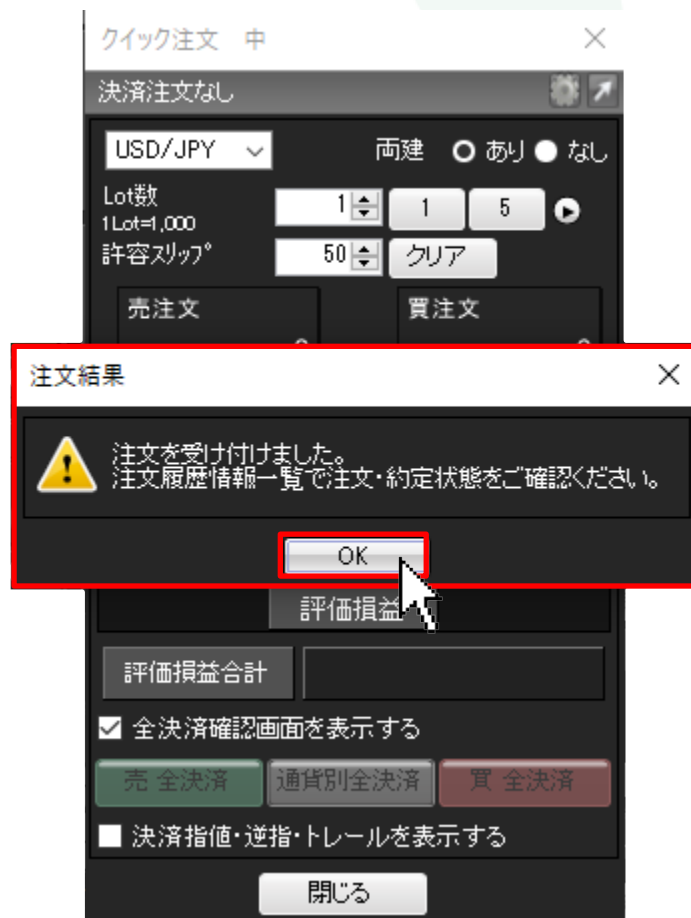 クイック注文 中
決済注文なし
USD/JPY 両建 あり なし
Lot数
1Lot=1,000
1 1 5
許容スリップ 50 クリア
売注文 買注文
注文結果
注文を受け付けました。
注文履歴情報一覧で注文・約定状態をご確認ください。
OK
評価損益
評価損益合計
全決済確認画面を表示する
売 全決済 通貨別全決済 買 全決済
決済指値・逆指・トレールを表示する
閉じる